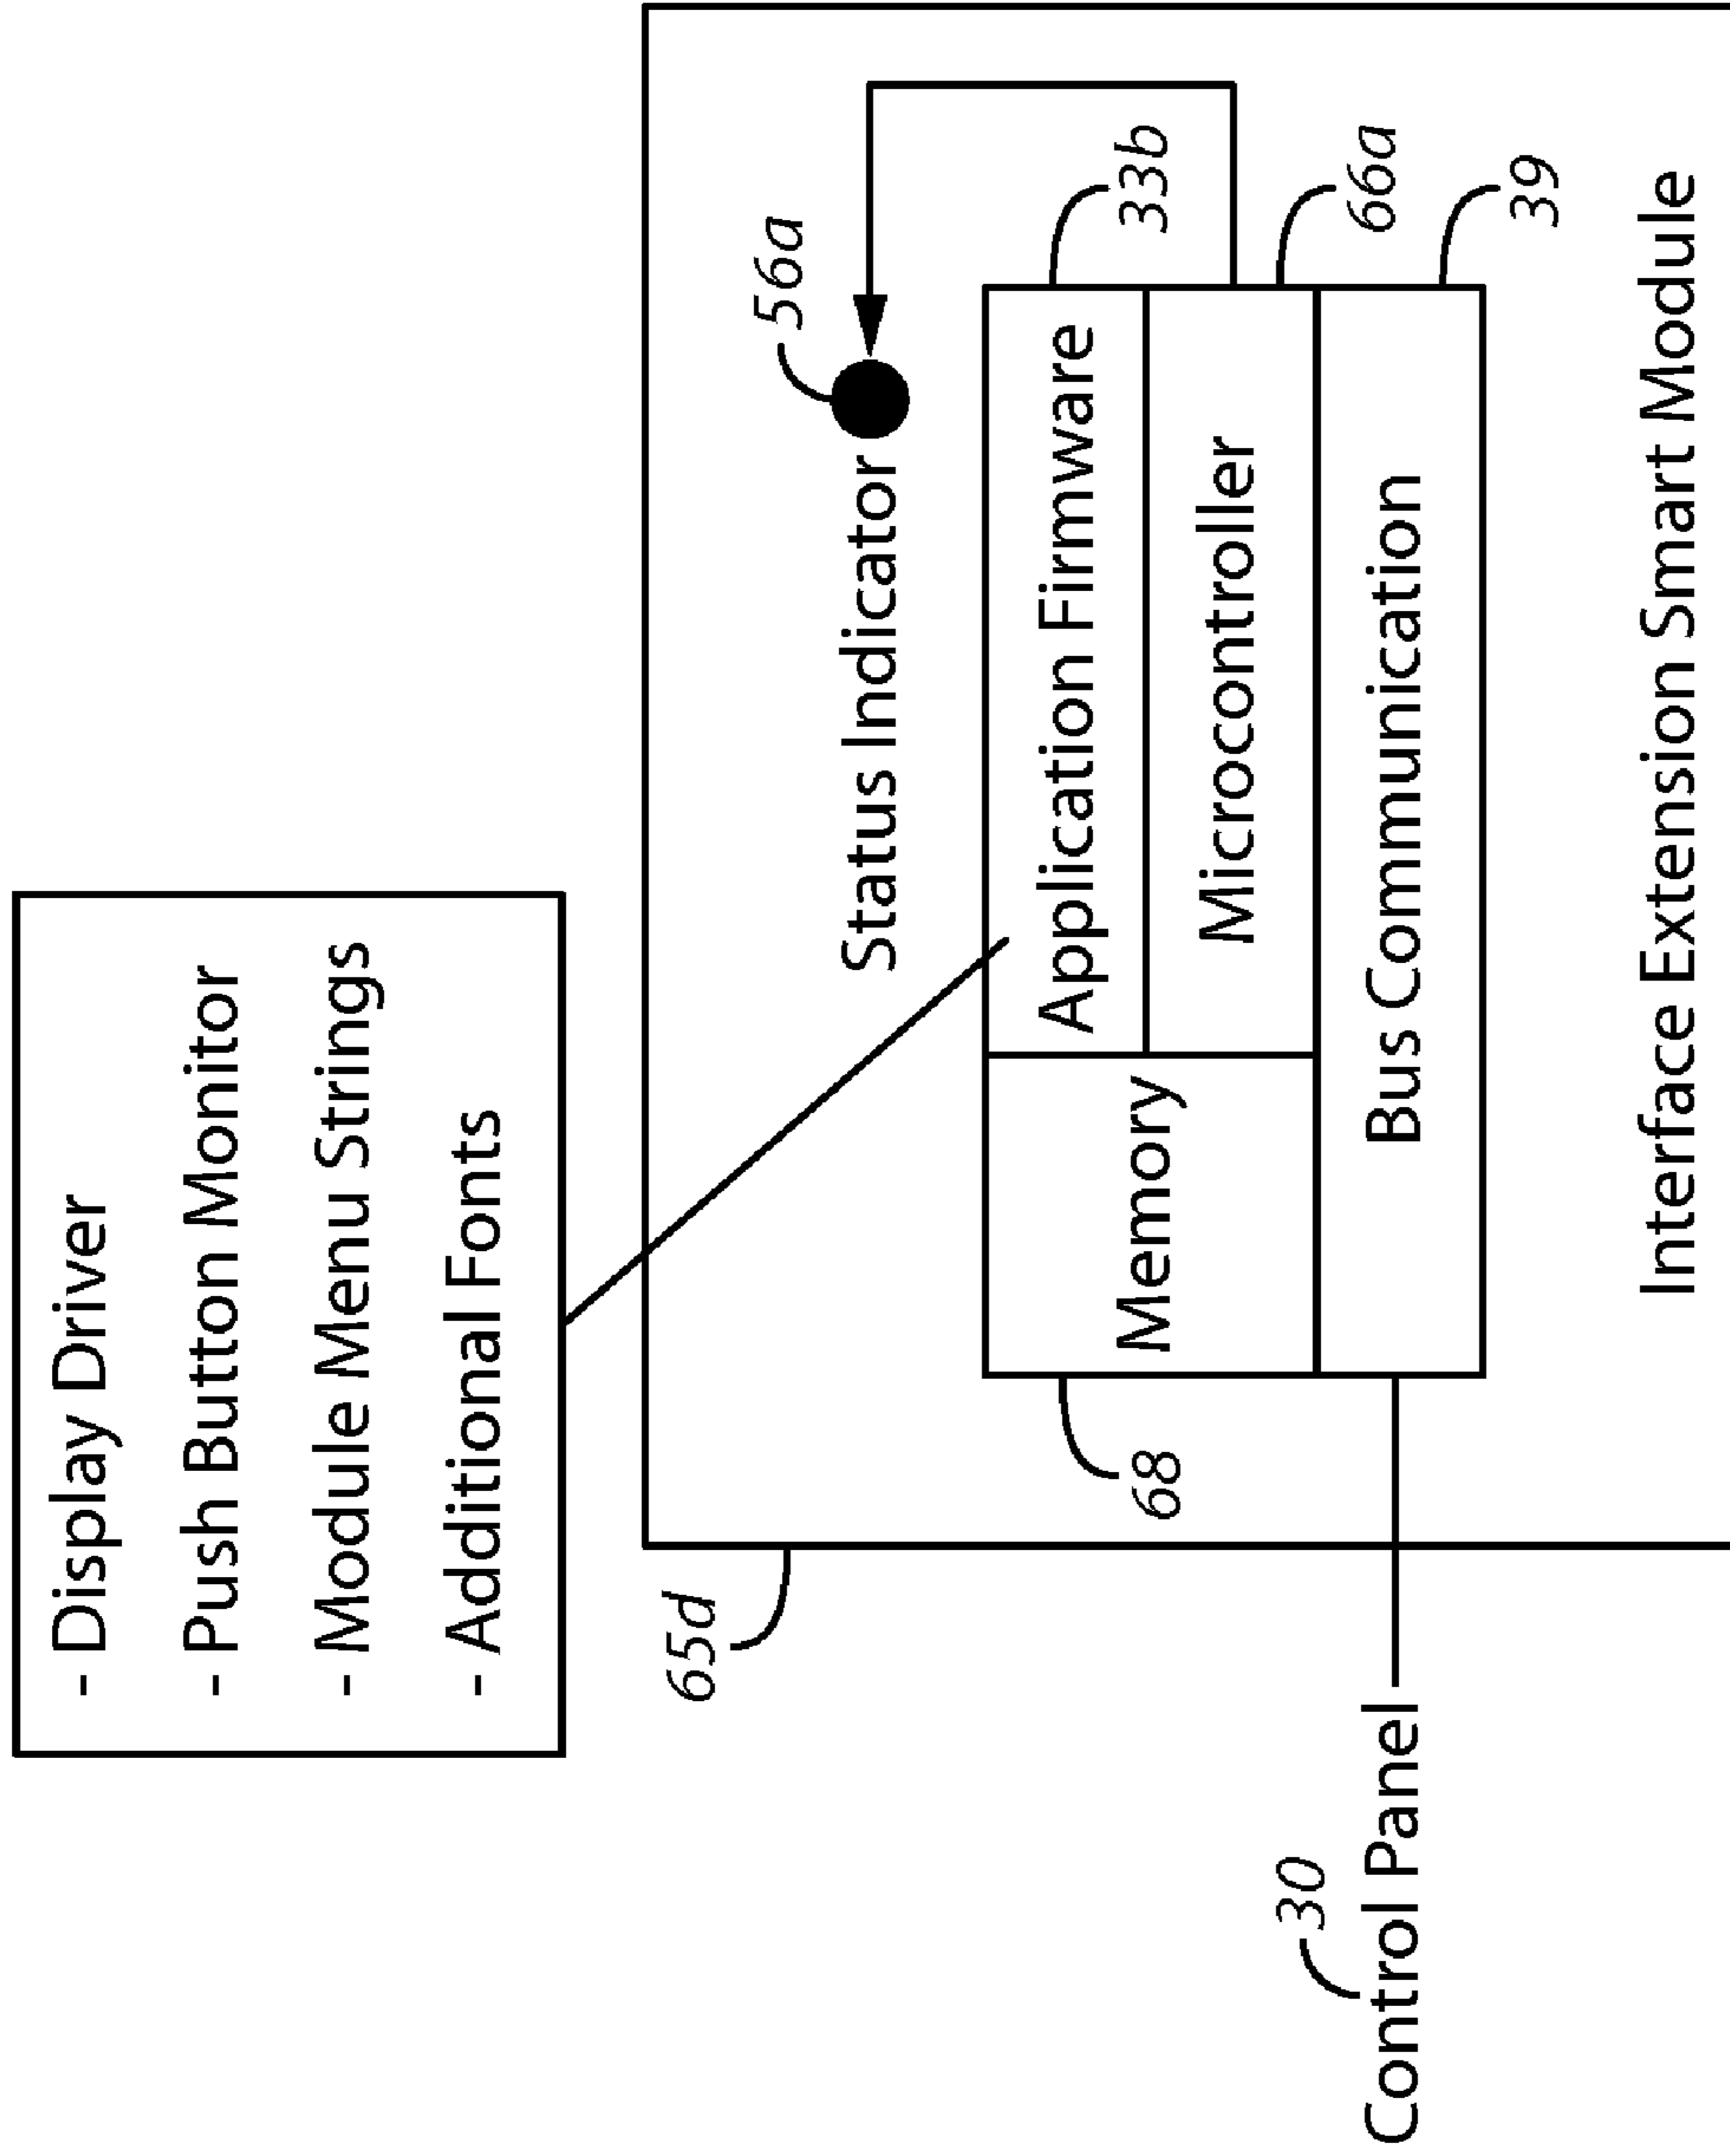 - Display Driver
- Push Button Monitor
- Module Menu Strings
- Additional Fonts
65d
56a
Status Indicator
33b
Application Firmware
Memory
68
Microcontroller
66a
30
Control Panel
Bus Communication
39
Interface Extension Smart Module